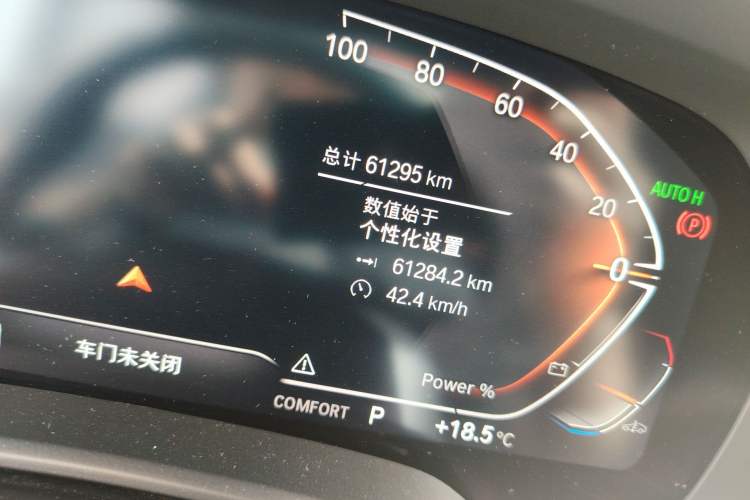 100
80
60
40
20
0
AUTO H
P
总计 61295 km
数值始于
个性化设置
61284.2 km
42.4 km/h
车门未关闭
Power %
COMFORT P +18.5℃